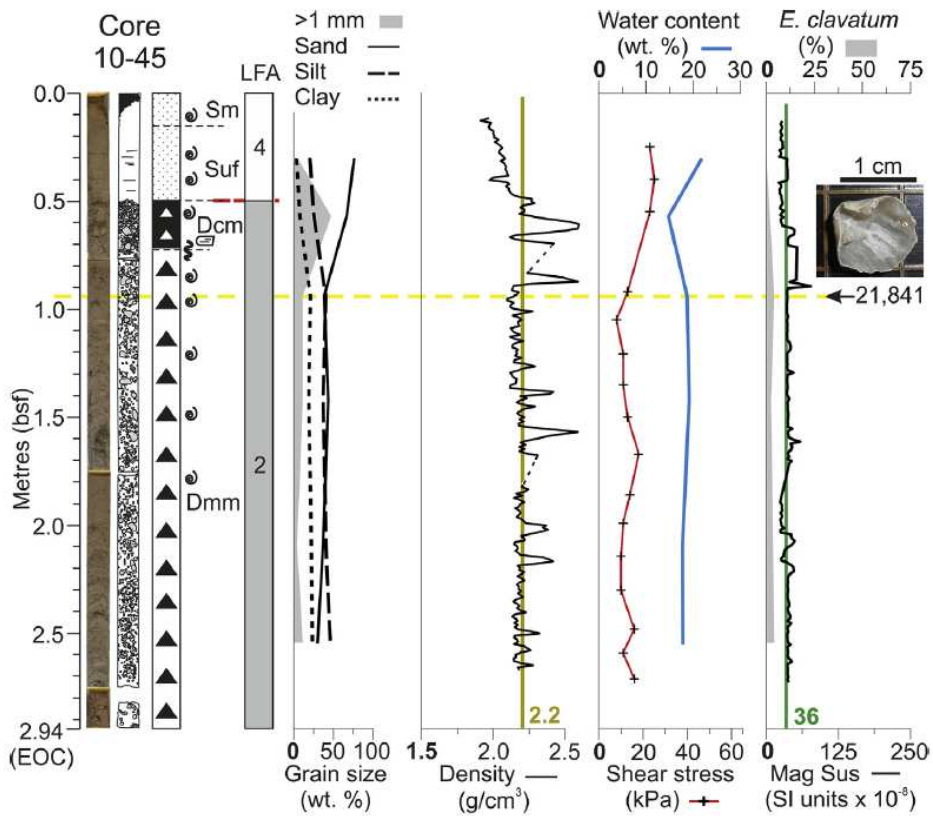 Core
10-45
LFA
>1 mm
Sand
Silt
Clay
Water content
(wt. %)
0 10 20 30
E. clavatum
(%)
0 25 50 75
0.0
0.5
1.0
1.5
2.0
2.5
2.94
(EOC)
Metres (bsf)
Sm
Suf
Dcm
Dmm
4
2
1 cm
21,841
2.2
36
0 50 100
Grain size
(wt. %)
1.5 2.0 2.5
Density
(g/cm³)
0 20 40 60
Shear stress
(kPa)
0 125 250
Mag Sus
(SI units x 10⁻⁸)